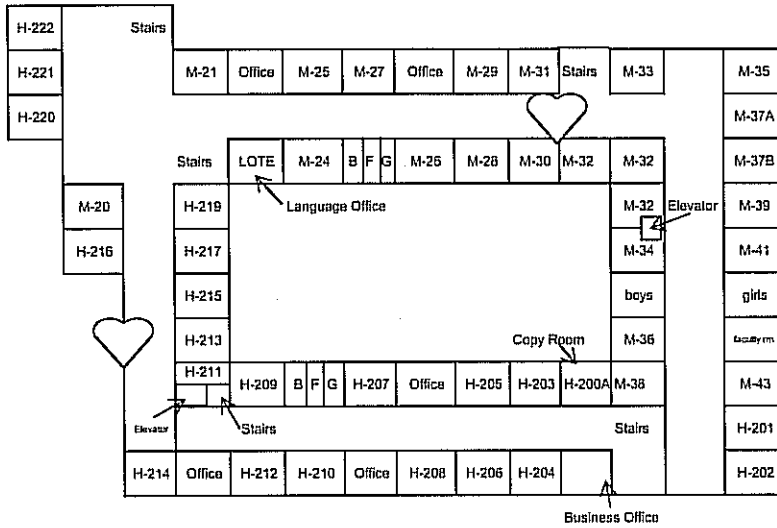 H-222 Stairs
H-221 M-21 Office M-25 M-27 Office M-29 M-31 Stairs M-33 M-35
H-220 M-37A
Stairs LOTE M-24 B F G M-26 M-28 M-30 M-32 M-32 M-37B
M-20 H-219 Language Office M-32 Elevator M-39
H-216 H-217 M-34 M-41
H-215 boys girls
H-213 Copy Room M-36 faculty rm.
H-211
H-209 B F G H-207 Office H-205 H-203 H-200A M-38 M-43
Elevator Stairs Stairs H-201
H-214 Office H-212 H-210 Office H-208 H-206 H-204 H-202
Business Office